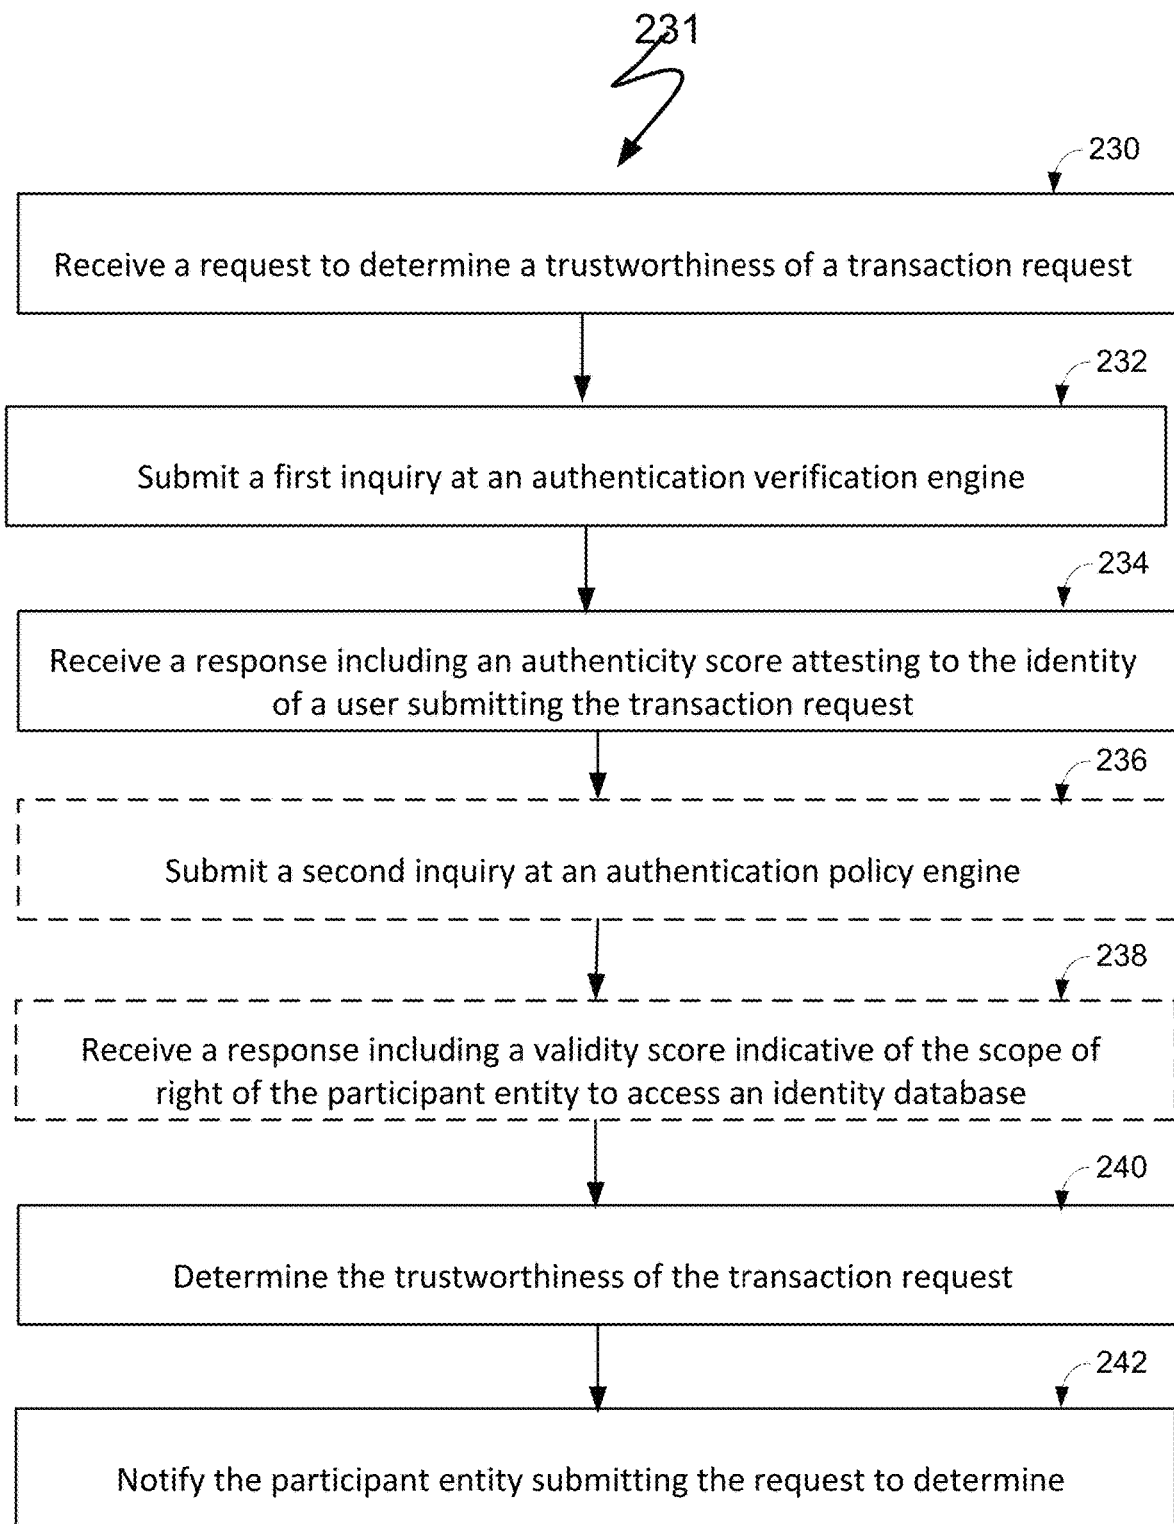 231
230
Receive a request to determine a trustworthiness of a transaction request
232
Submit a first inquiry at an authentication verification engine
234
Receive a response including an authenticity score attesting to the identity
of a user submitting the transaction request
236
Submit a second inquiry at an authentication policy engine
238
Receive a response including a validity score indicative of the scope of
right of the participant entity to access an identity database
240
Determine the trustworthiness of the transaction request
242
Notify the participant entity submitting the request to determine